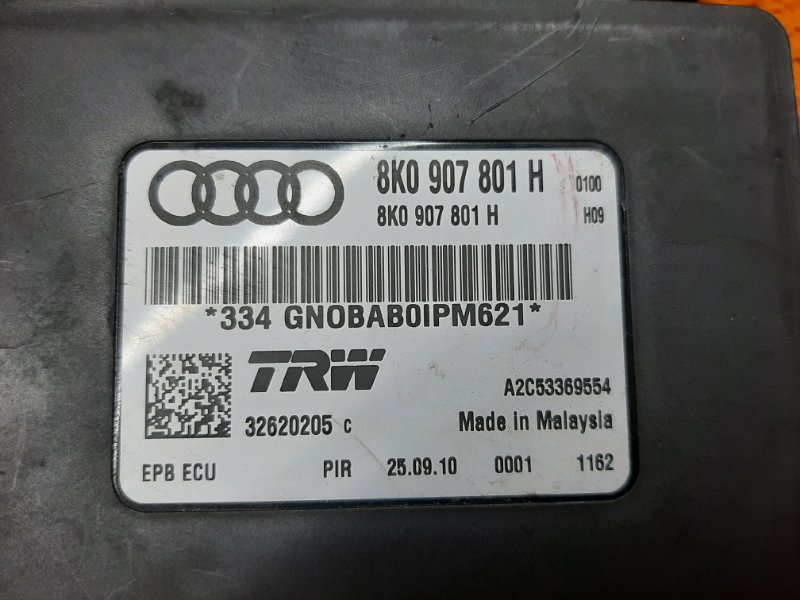 8K0 907 801 H 0100
8K0 907 801 H H09
*334 GNOBAB0IPM621*
TRW
A2C53369554
32620205 C Made in Malaysia
EPB ECU PIR 25.09.10 0001 1162